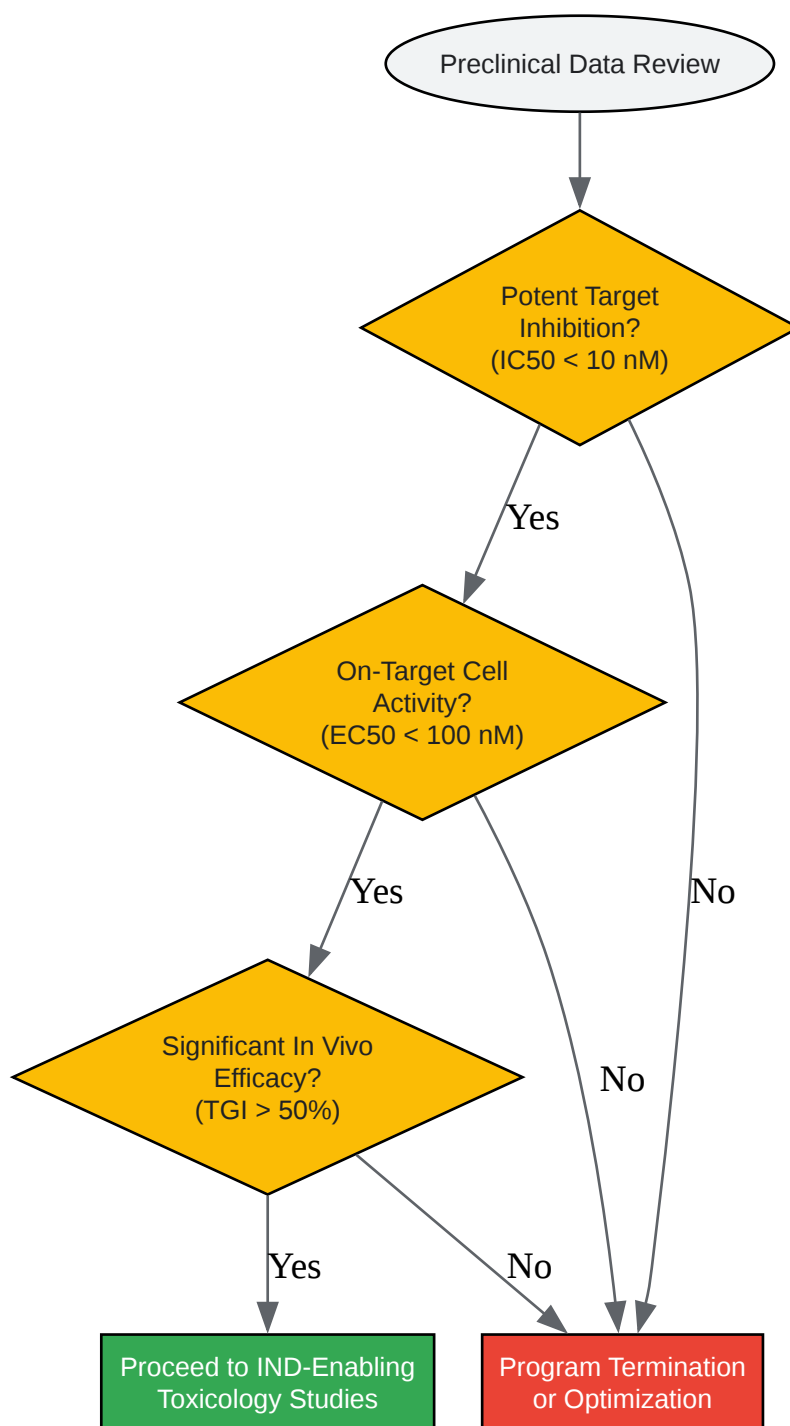 Preclinical Data Review
Potent Target
Inhibition?
(IC50 < 10 nM)
Yes
On-Target Cell
Activity?
(EC50 < 100 nM)
Yes
No
Significant In Vivo
Efficacy?
(TGI > 50%)
No
Yes
No
Proceed to IND-Enabling
Toxicology Studies
Program Termination
or Optimization